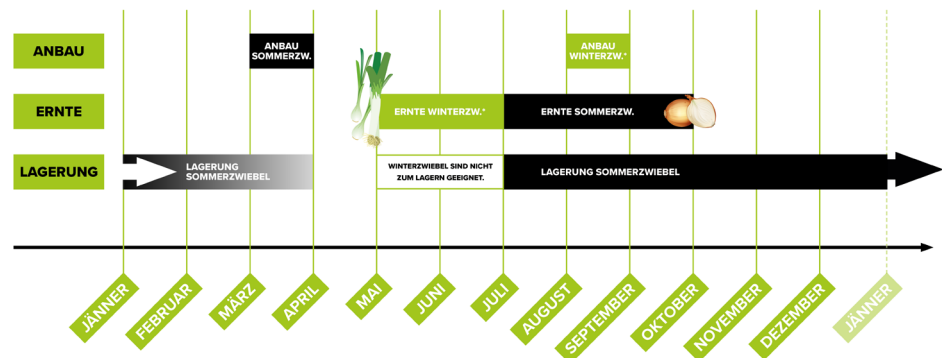 ANBAU
ANBAU
SOMMERZW.
ANBAU
WINTERZW.*
ERNTE
ERNTE WINTERZW.*
ERNTE SOMMERZW.
LAGERUNG
LAGERUNG
SOMMERZWIEBEL
WINTERZWIEBEL SIND NICHT
ZUM LAGERN GEEIGNET.
LAGERUNG SOMMERZWIEBEL
JÄNNER
FEBRUAR
MÄRZ
APRIL
MAI
JUNI
JULI
AUGUST
SEPTEMBER
OKTOBER
NOVEMBER
DEZEMBER
JÄNNER